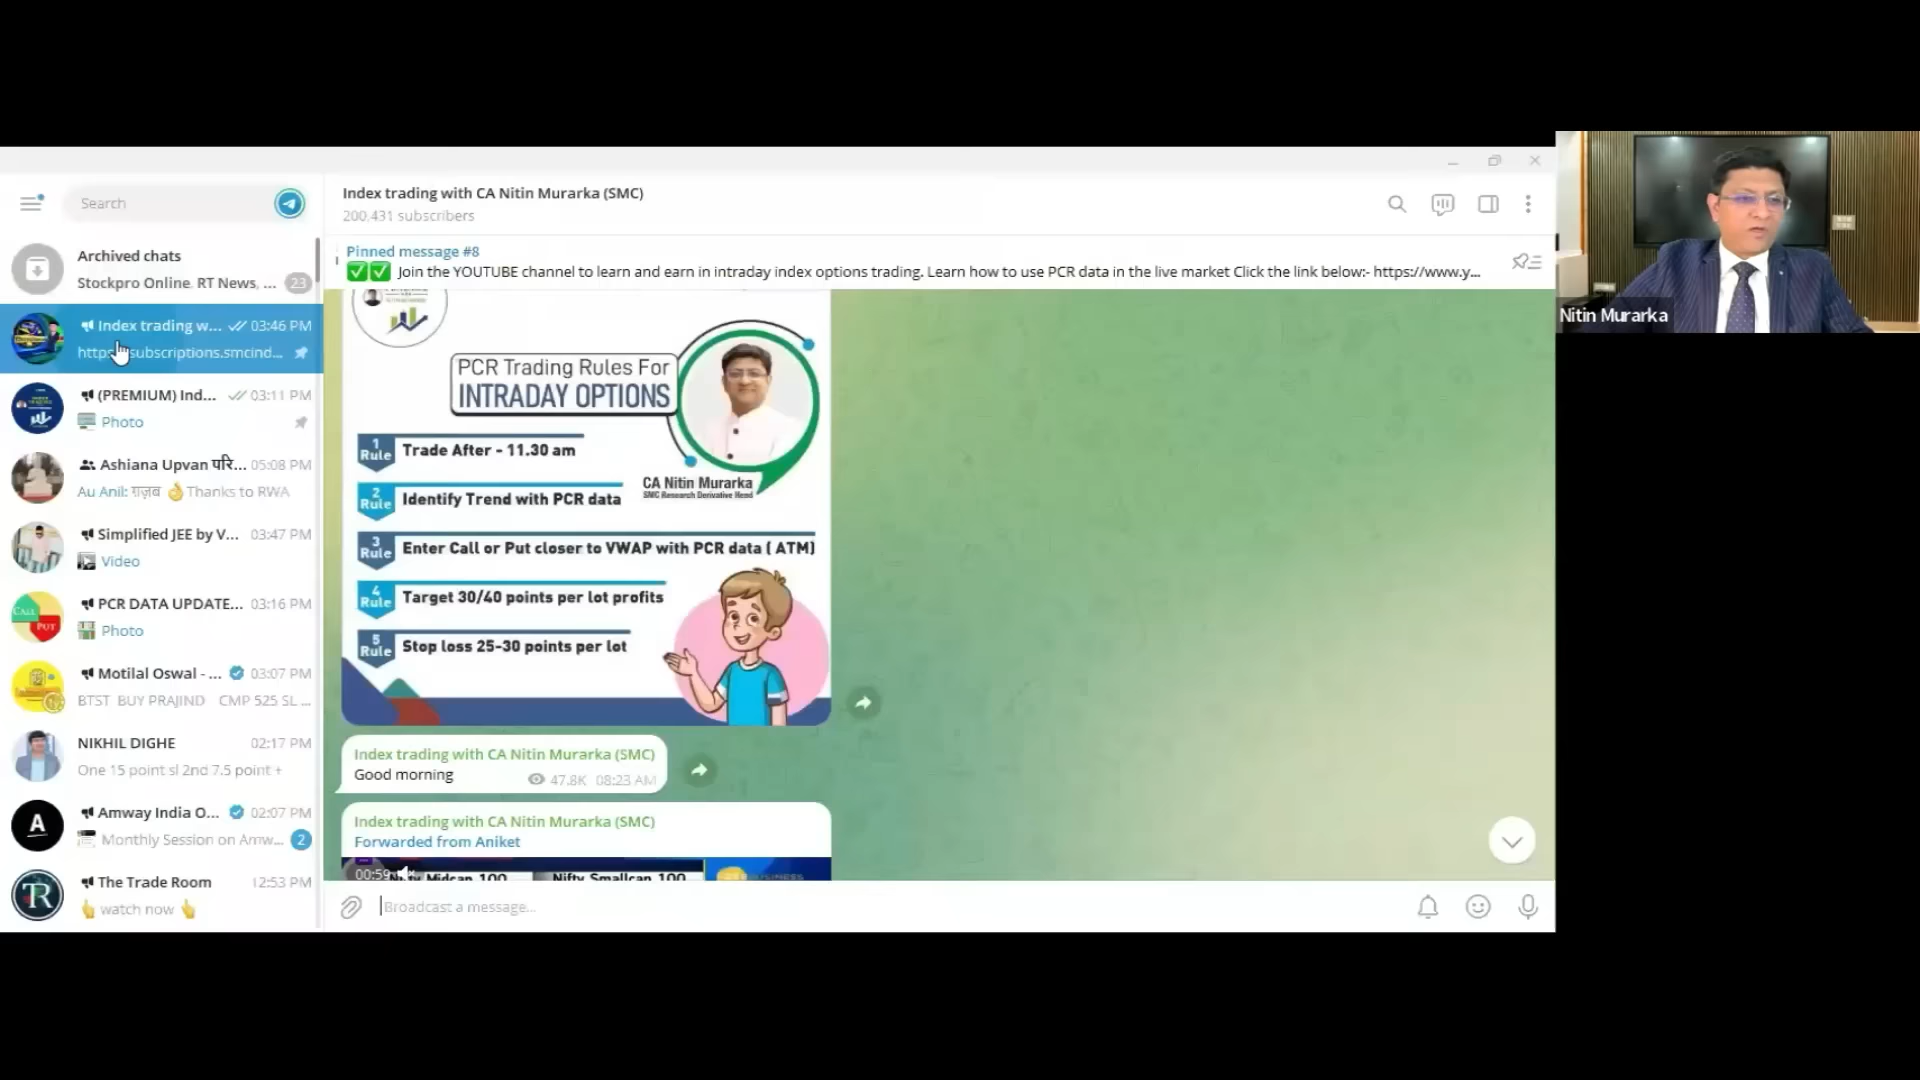 Search
Archived chats
Stockpro Online, RT News, ... 23
Index trading w... 03:46 PM
https subscriptions.smcind...
(PREMIUM) Ind... 03:11 PM
Photo
Ashiana Upvan परि... 05:08 PM
Au Anil: ग़ज़ब 👌Thanks to RWA
Simplified JEE by V... 03:47 PM
Video
CALL
PUT
PCR DATA UPDATE... 03:16 PM
Photo
Motilal Oswal - ... 03:07 PM
BTST BUY PRAJIND CMP 525 SL ...
NIKHIL DIGHE 02:17 PM
One 15 point sl 2nd 7.5 point +
A
Amway India O... 02:07 PM
Monthly Session on Amw... 2
TR
The Trade Room 12:53 PM
👆 watch now 👆
Index trading with CA Nitin Murarka (SMC)
200,431 subscribers
Pinned message #8
✅✅ Join the YOUTUBE channel to learn and earn in intraday index options trading. Learn how to use PCR data in the live market Click the link below:- https://www.y...
PCR Trading Rules For
INTRADAY OPTIONS
1 Rule Trade After - 11.30 am
CA Nitin Murarka
SMC Research Derivative Head
2 Rule Identify Trend with PCR data
3 Rule Enter Call or Put closer to VWAP with PCR data ( ATM)
4 Rule Target 30/40 points per lot profits
5 Rule Stop loss 25-30 points per lot
Index trading with CA Nitin Murarka (SMC)
Good morning 47.8K 08:23 AM
Index trading with CA Nitin Murarka (SMC)
Forwarded from Aniket
00:59 Nifty Midcap 100 Nifty Smallcap 100
Broadcast a message...
Nitin Murarka